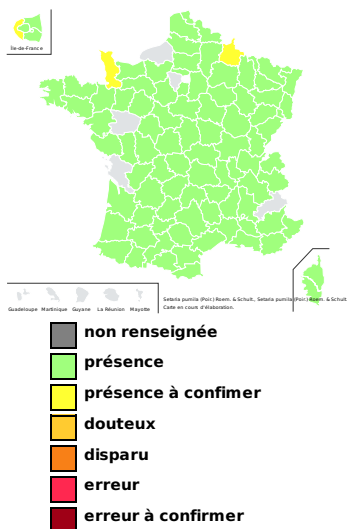 Île-de-France
Guadeloupe Martinique Guyane La Réunion Mayotte
Setaria pumila (Poir.) Roem. & Schult., Setaria pumila (Poir.) Roem. & Schult
Carte en cours d'élaboration.
non renseignée
présence
présence à confimer
douteux
disparu
erreur
erreur à confirmer